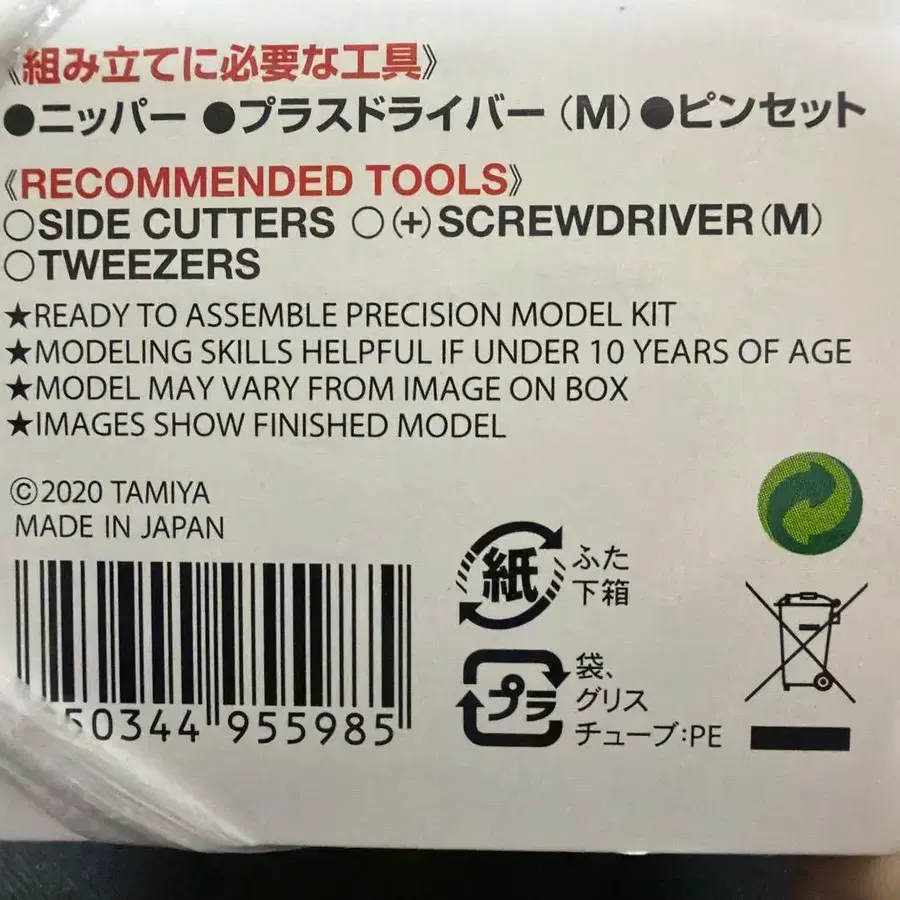 《組み立てに必要な工具》
●ニッパー ●プラスドライバー(M) ●ピンセット
《RECOMMENDED TOOLS》
○SIDE CUTTERS ○(+)SCREWDRIVER(M)
○TWEEZERS
★READY TO ASSEMBLE PRECISION MODEL KIT
★MODELING SKILLS HELPFUL IF UNDER 10 YEARS OF AGE
★MODEL MAY VARY FROM IMAGE ON BOX
★IMAGES SHOW FINISHED MODEL
©2020 TAMIYA
MADE IN JAPAN
50344 955985
紙
ふた
下箱
プラ
袋、
グリス
チューブ:PE